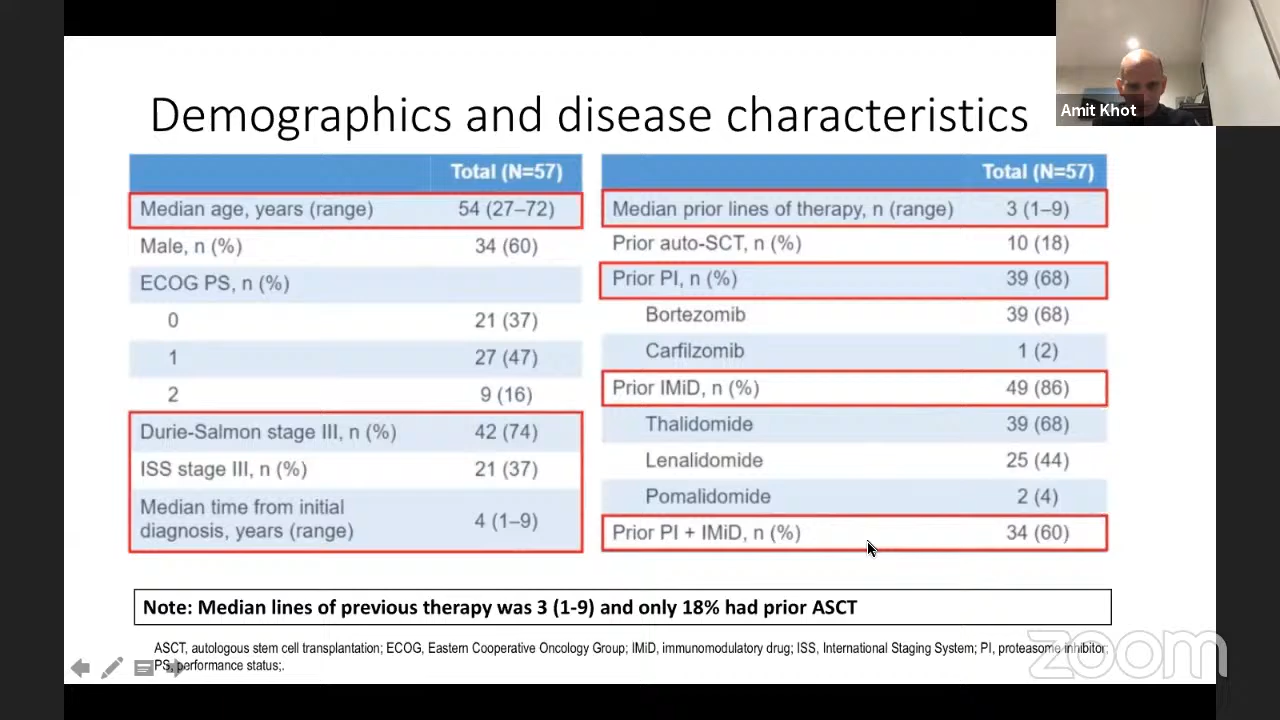 Amit Khot
Demographics and disease characteristics
Total (N=57)
Median age, years (range) 54 (27–72)
Male, n (%) 34 (60)
ECOG PS, n (%)
0 21 (37)
1 27 (47)
2 9 (16)
Durie-Salmon stage III, n (%) 42 (74)
ISS stage III, n (%) 21 (37)
Median time from initial
diagnosis, years (range) 4 (1–9)
Total (N=57)
Median prior lines of therapy, n (range) 3 (1–9)
Prior auto-SCT, n (%) 10 (18)
Prior PI, n (%) 39 (68)
Bortezomib 39 (68)
Carfilzomib 1 (2)
Prior IMiD, n (%) 49 (86)
Thalidomide 39 (68)
Lenalidomide 25 (44)
Pomalidomide 2 (4)
Prior PI + IMiD, n (%) 34 (60)
Note: Median lines of previous therapy was 3 (1-9) and only 18% had prior ASCT
ASCT, autologous stem cell transplantation; ECOG, Eastern Cooperative Oncology Group; IMiD, immunomodulatory drug; ISS, International Staging System; PI, proteasome inhibitor;
PS, performance status;.
zoom